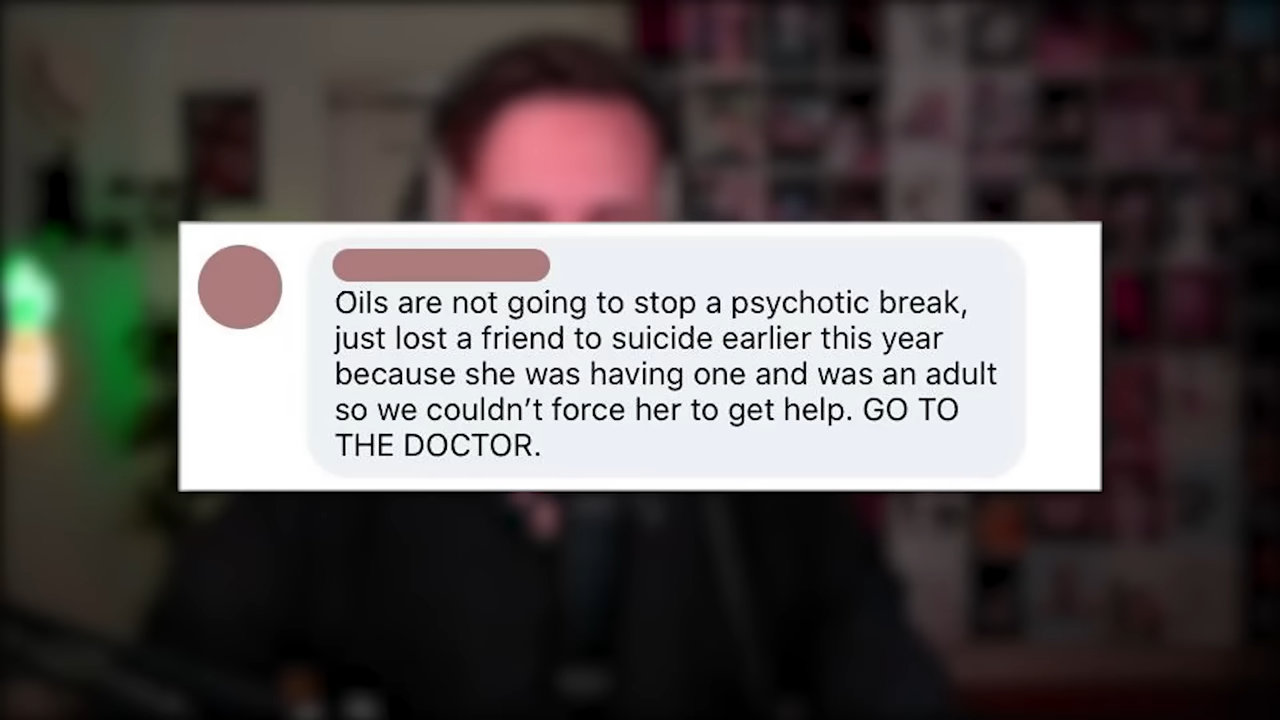 Oils are not going to stop a psychotic break,
just lost a friend to suicide earlier this year
because she was having one and was an adult
so we couldn’t force her to get help. GO TO
THE DOCTOR.